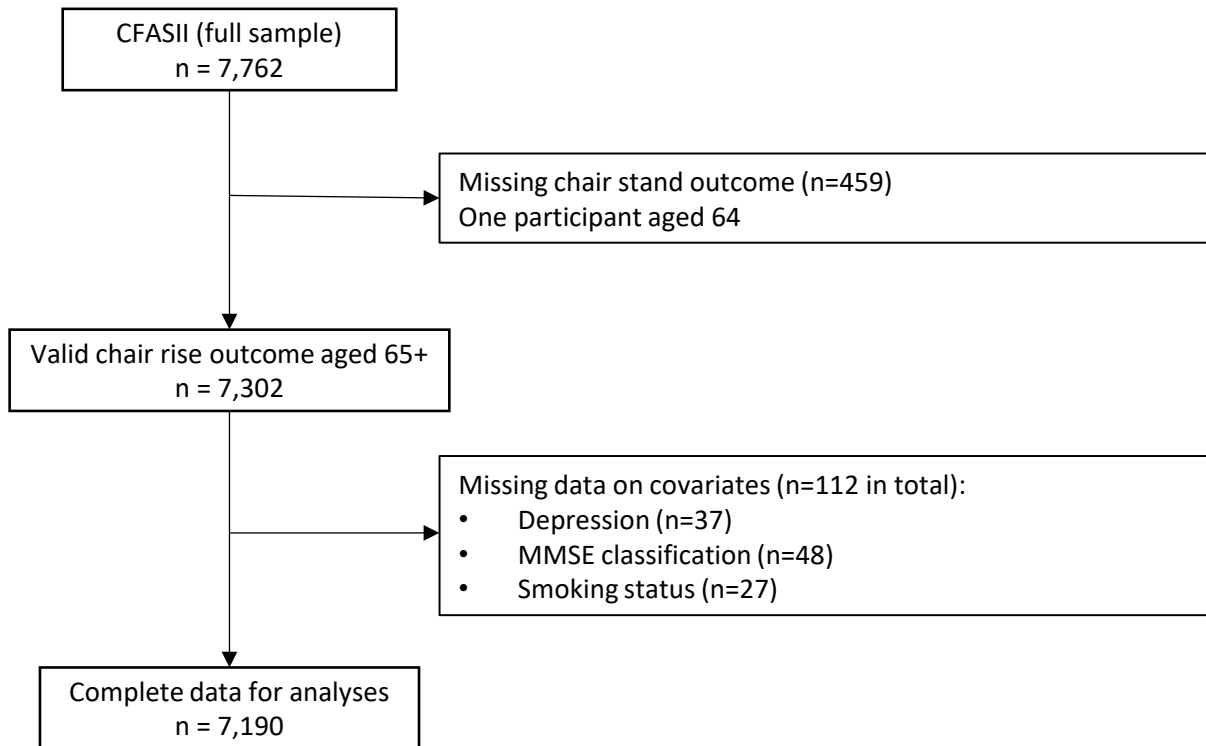 CFASII (full sample)
n = 7,762
Missing chair stand outcome (n=459)
One participant aged 64
Valid chair rise outcome aged 65+
n = 7,302
Missing data on covariates (n=112 in total):
• Depression (n=37)
• MMSE classification (n=48)
• Smoking status (n=27)
Complete data for analyses
n = 7,190